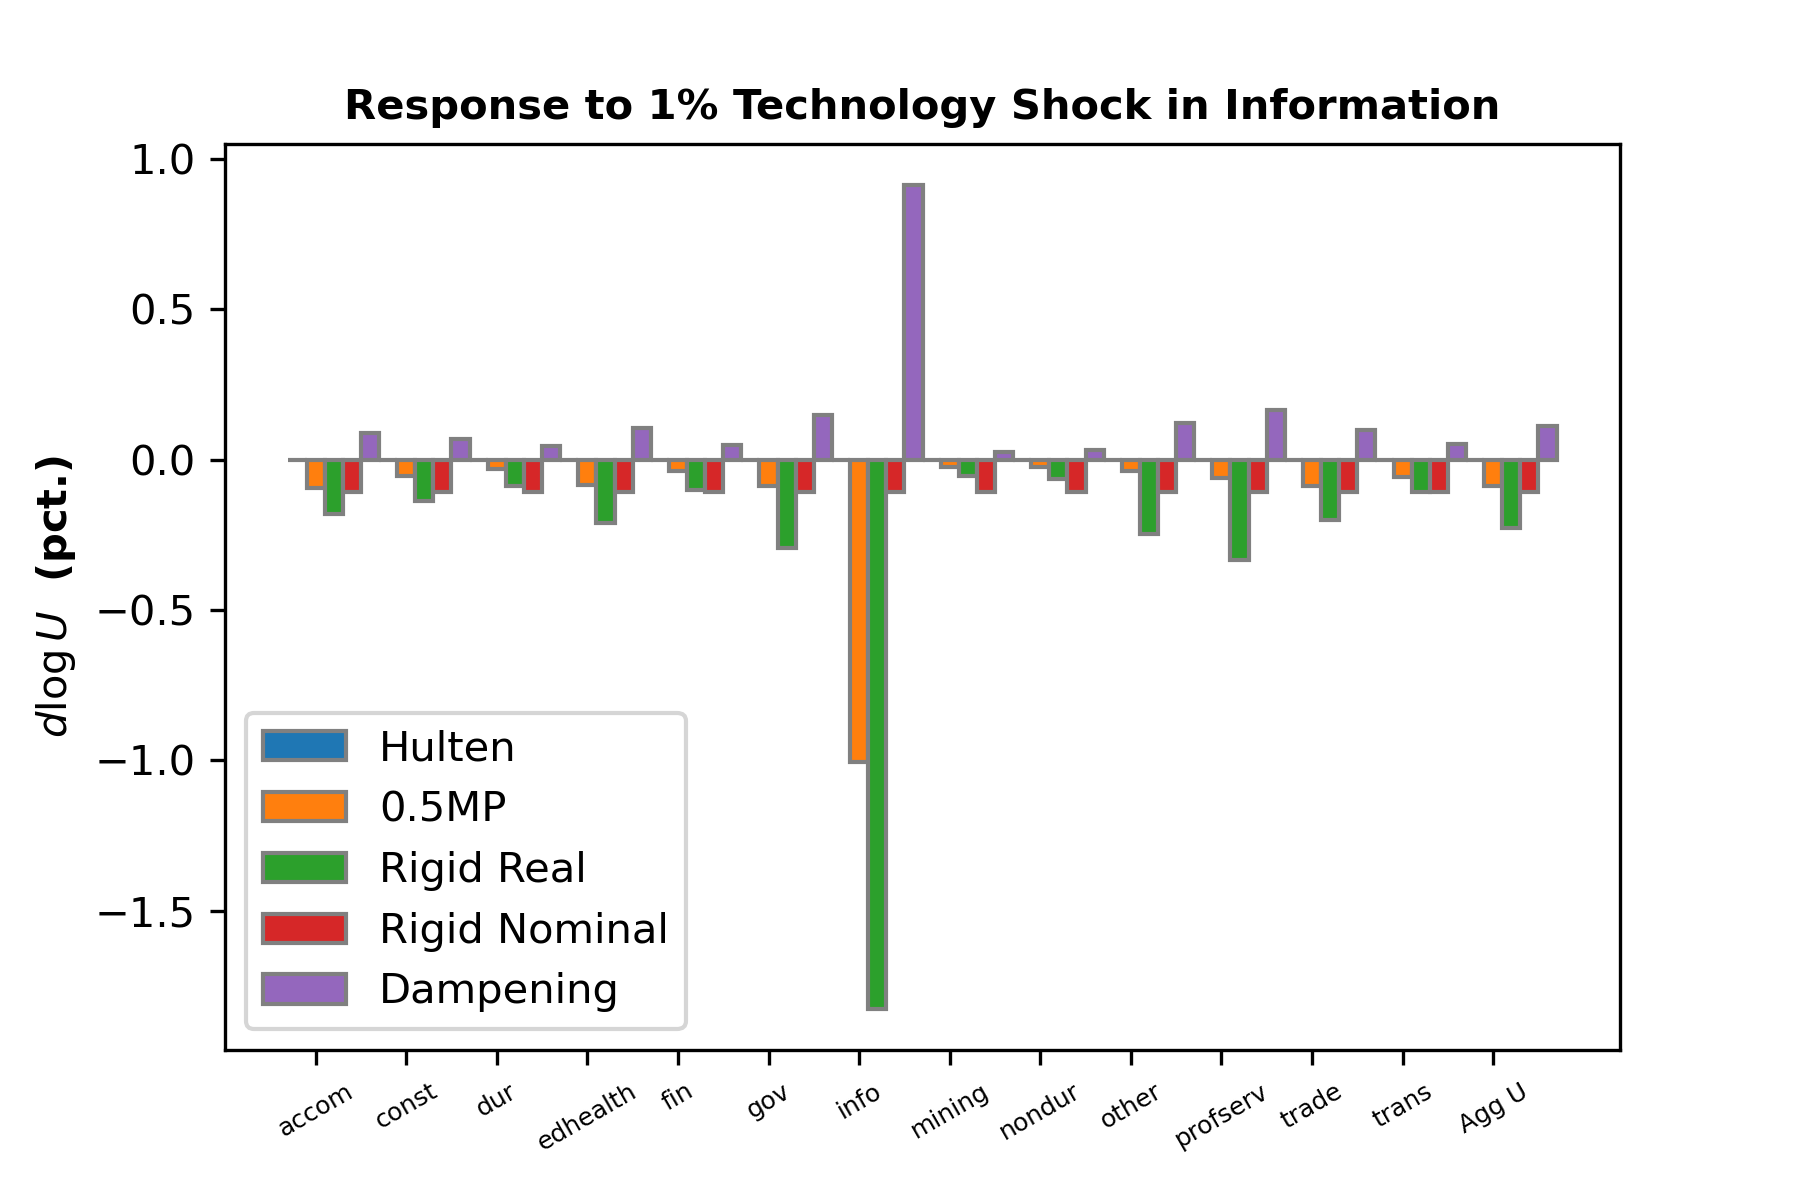 Response to 1% Technology Shock in Information
1.0
0.5
0.0
−0.5
−1.0
−1.5
dlog U (pct.)
Hulten
0.5MP
Rigid Real
Rigid Nominal
Dampening
accom
const
dur
edhealth
fin
gov
info
mining
nondur
other
profserv
trade
trans
Agg U